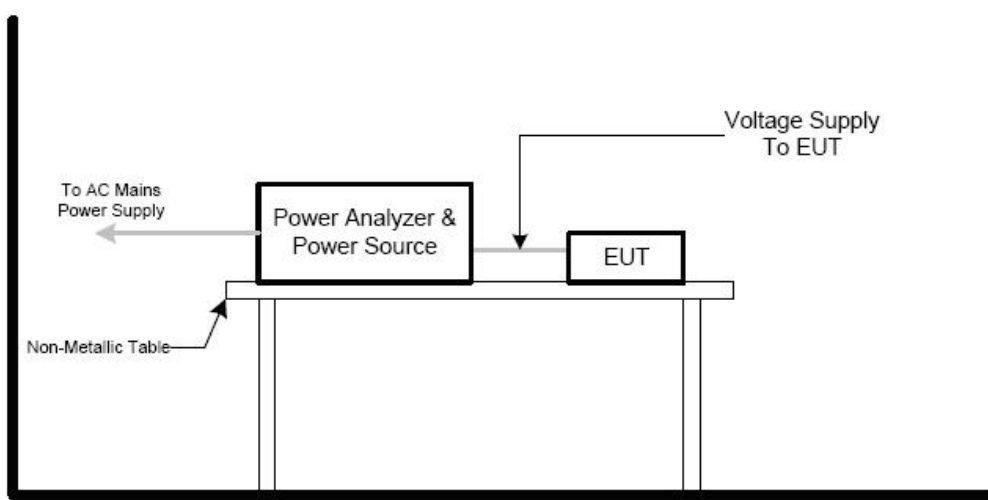 Voltage Supply
To EUT
To AC Mains
Power Supply
Power Analyzer &
Power Source
EUT
Non-Metallic Table